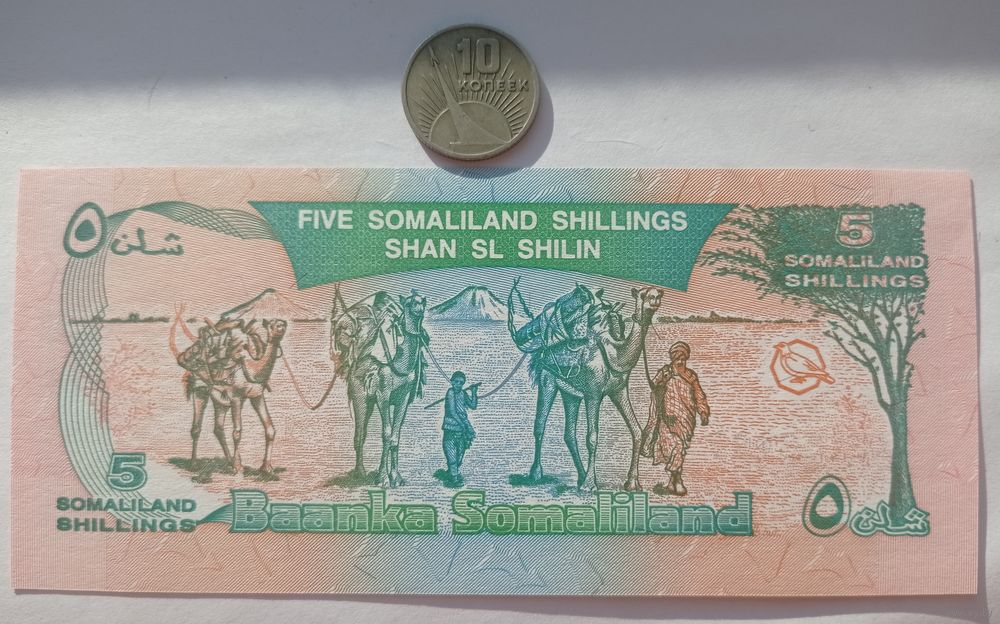 10
КОПЕЕК
FIVE SOMALILAND SHILLINGS
SHAN SL SHILIN
٥
شلن
5
SOMALILAND
SHILLINGS
5
SOMALILAND
SHILLINGS
Baanka Somaliland
٥
شلن